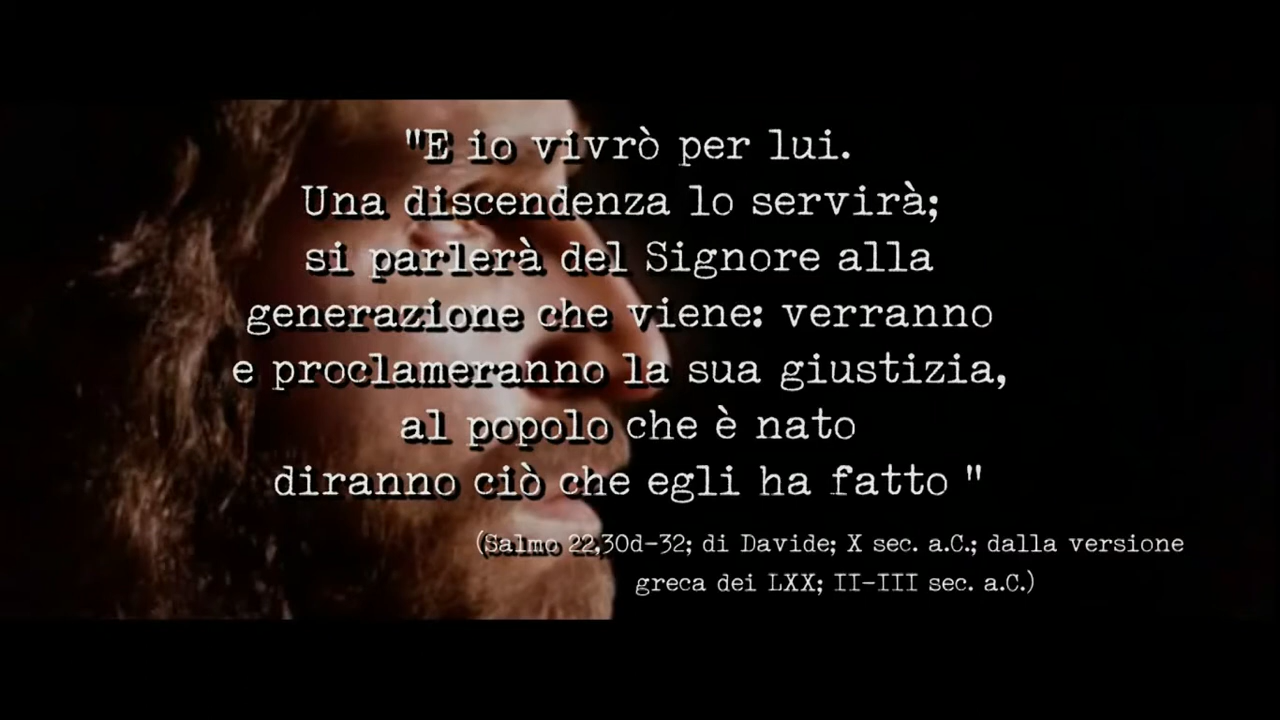 "E io vivrò per lui.
Una discendenza lo servirà;
si parlerà del Signore alla
generazione che viene: verranno
e proclameranno la sua giustizia,
al popolo che è nato
diranno ciò che egli ha fatto "
(Salmo 22,30d-32; di Davide; X sec. a.C.; dalla versione
greca dei LXX; II-III sec. a.C.)